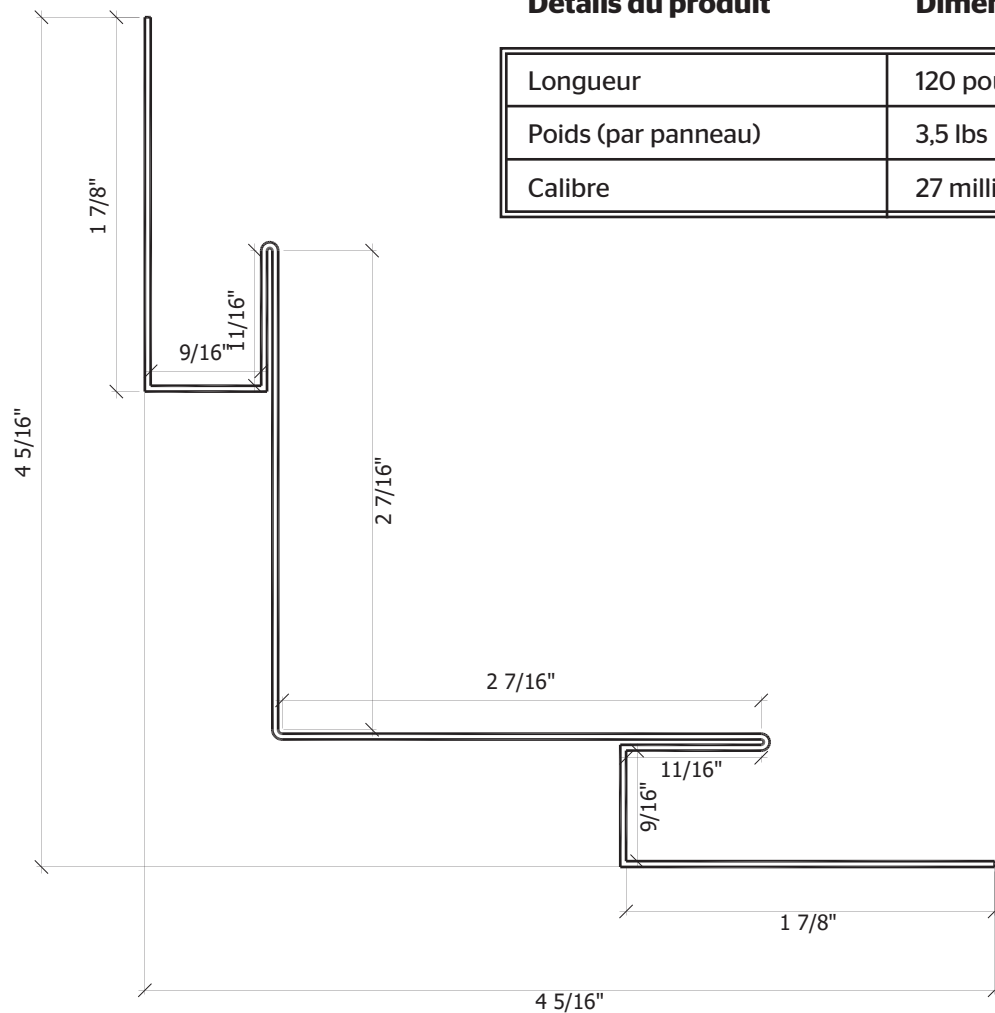 Détails du produit
Longueur 120
Poids (par panneau) 3,5 lbs
Calibre 27
1 7/8"
9/16"
11/16"
4 5/16"
2 7/16"
2 7/16"
11/16"
9/16"
1 7/8"
4 5/16"